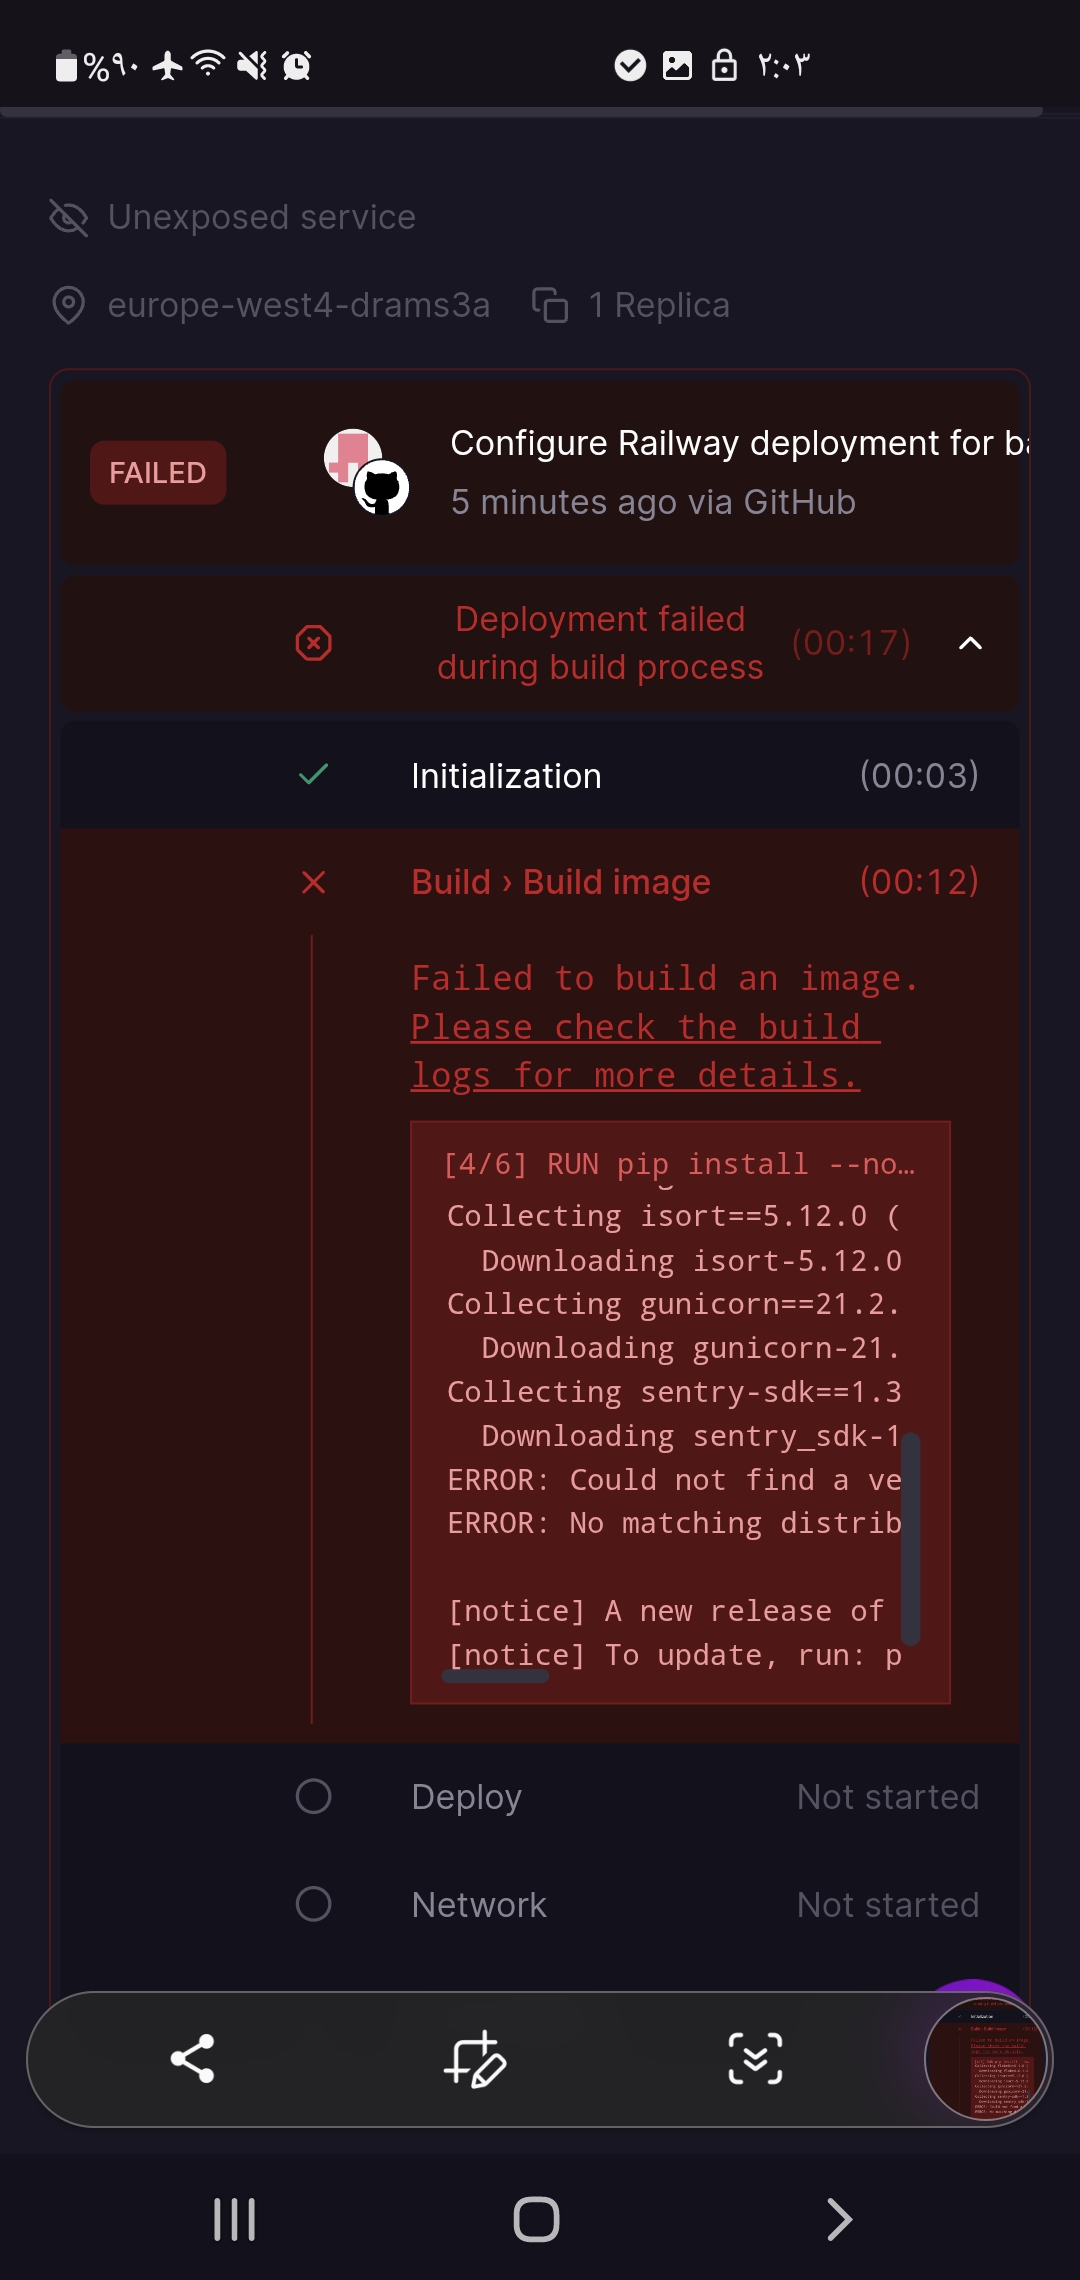 %٩٠
٢:٠٣
Unexposed service
europe-west4-drams3a 1 Replica
FAILED
Configure Railway deployment for ba
5 minutes ago via GitHub
Deployment failed
during build process
(00:17)
Initialization (00:03)
Build › Build image (00:12)
Failed to build an image.
Please check the build
logs for more details.
[4/6] RUN pip install --no…
Collecting isort==5.12.0 (
Downloading isort-5.12.0
Collecting gunicorn==21.2.
Downloading gunicorn-21.
Collecting sentry-sdk==1.3
Downloading sentry_sdk-1
ERROR: Could not find a ve
ERROR: No matching distrib
[notice] A new release of
[notice] To update, run: p
Deploy Not started
Network Not started